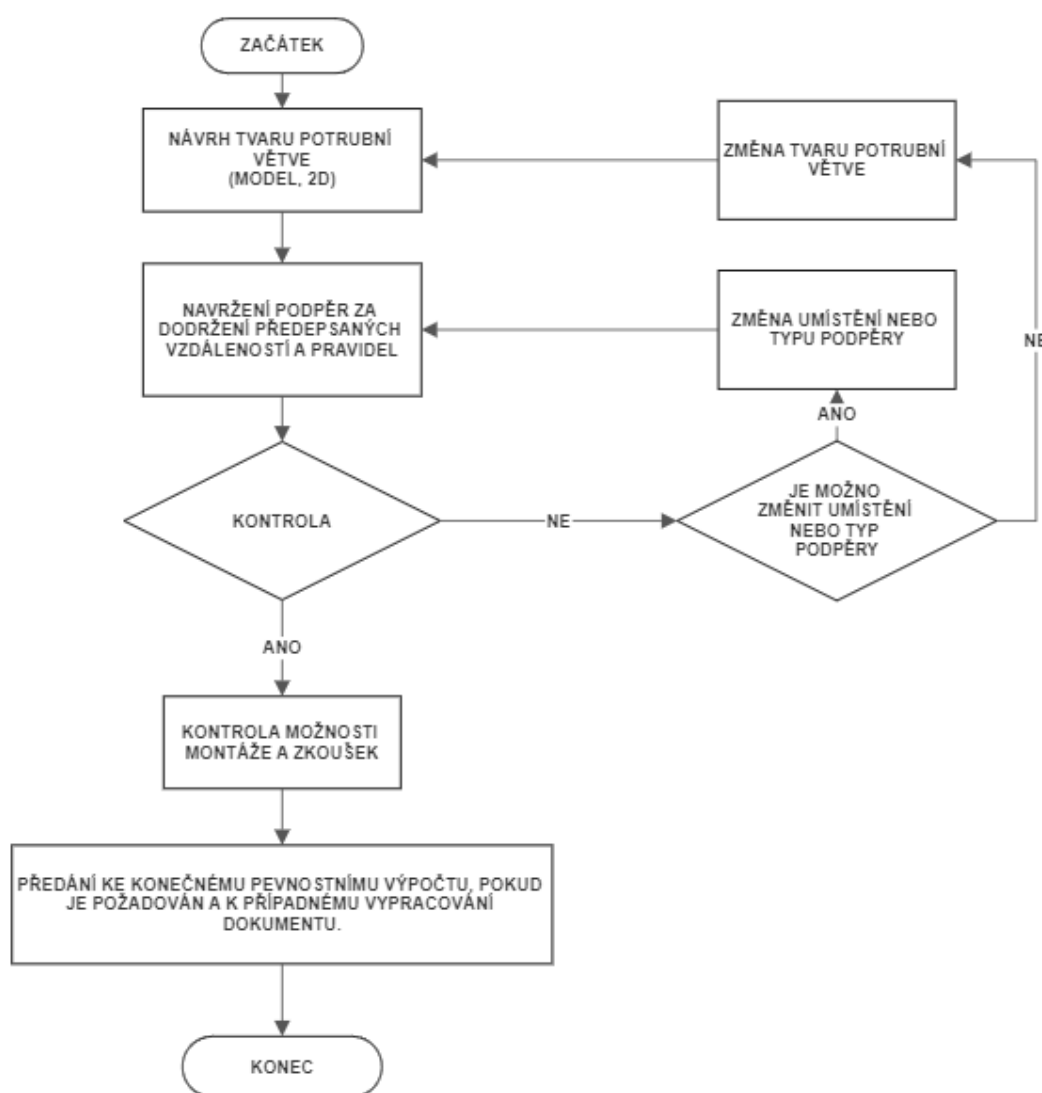 ZAČÁTEK
NÁVRH TVARU POTRUBNÍ
VĚTVE
(MODEL, 2D)
ZMĚNA TVARU POTRUBNÍ
VĚTVE
NAVRŽENÍ PODPĚR ZA
DODRŽENÍ PŘEDEPSANÝCH
VZDÁLENOSTÍ A PRAVIDEL
ZMĚNA UMÍSTĚNÍ NEBO
TYPU PODPĚRY
NE
ANO
KONTROLA
NE
JE MOŽNO
ZMĚNIT UMÍSTĚNÍ
NEBO TYP
PODPĚRY
ANO
KONTROLA MOŽNOSTI
MONTÁŽE A ZKOUŠEK
PŘEDÁNÍ KE KONEČNÉMU PEVNOSTNÍMU VÝPOČTU, POKUD
JE POŽADOVÁN A K PŘÍPADNÉMU VYPRACOVÁNÍ
DOKUMENTU.
KONEC